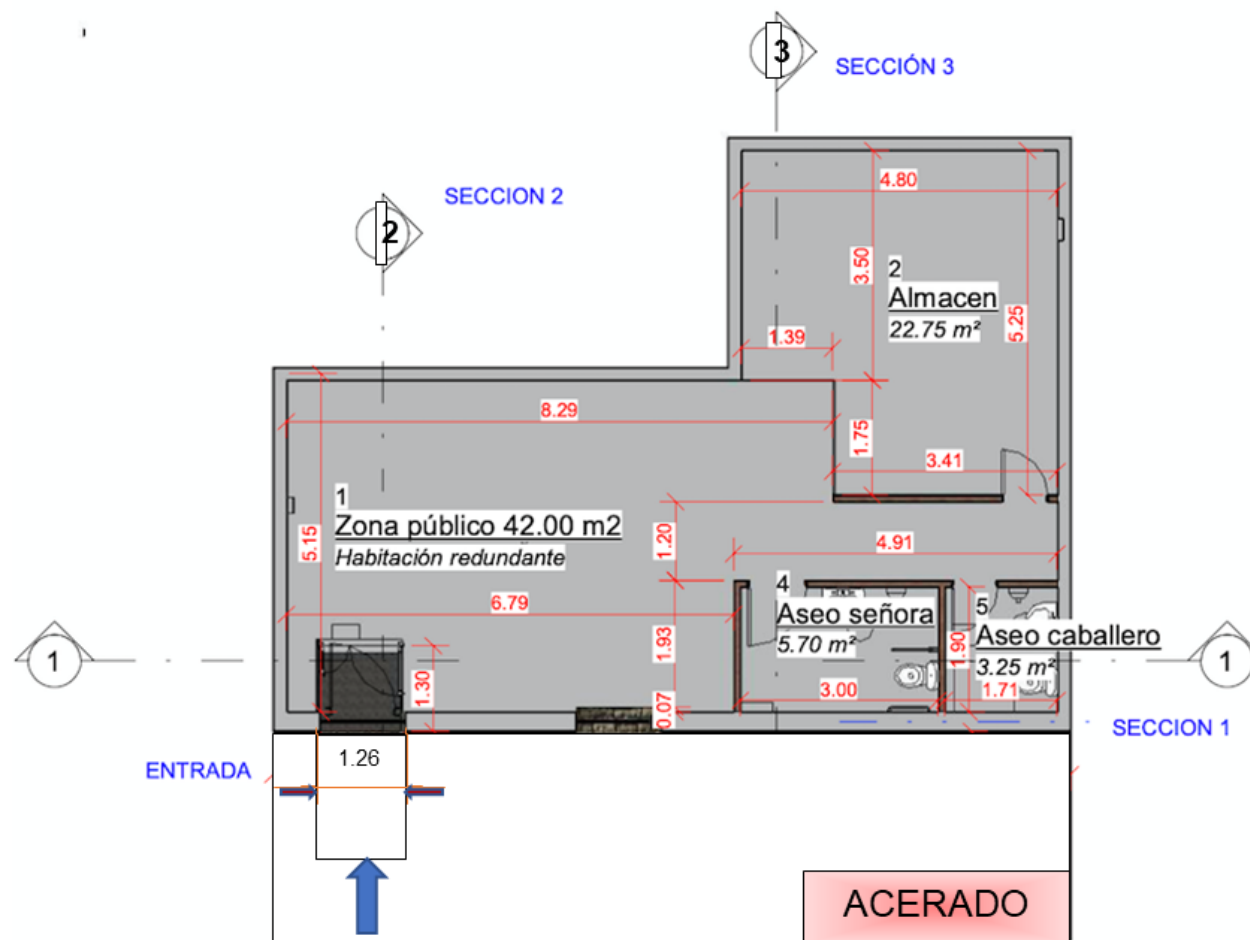 3
SECCIÓN 3
SECCION 2
2
4.80
3.50
2
Almacen
22.75 m²
5.25
1.39
8.29
1.75
3.41
1
Zona público 42.00 m2
Habitación redundante
5.15
1.20
4.91
6.79
4
Aseo señora
5.70 m²
5
Aseo caballero
3.25 m²
1.93
1.90
1
1
1.30
3.00
1.71
0.07
SECCION 1
ENTRADA
1.26
ACERADO